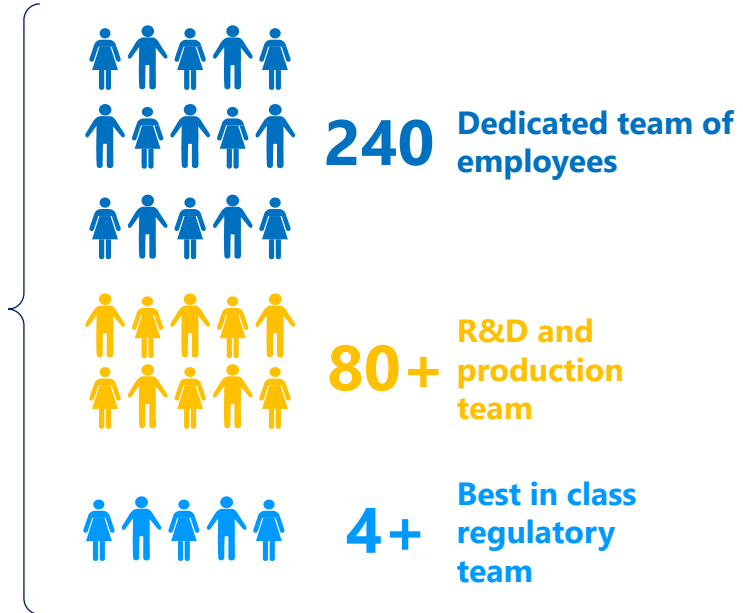 240
Dedicated team of
employees
80+
R&D and
production
team
4+
Best in class
regulatory
team